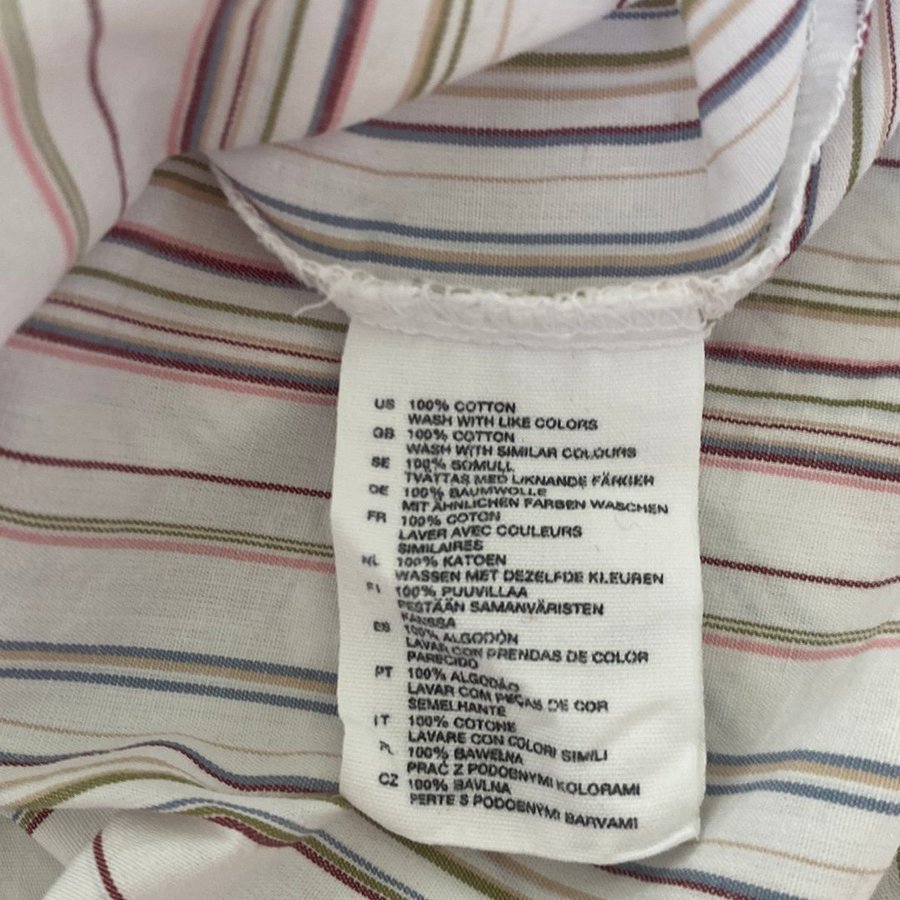 US 100% COTTON
WASH WITH LIKE COLORS
GB 100% COTTON
WASH WITH SIMILAR COLOURS
SE 100% BOMULL
TVÄTTAS MED LIKNANDE FÄRGER
DE 100% BAUMWOLLE
MIT ÄHNLICHEN FARBEN WASCHEN
FR 100% COTON
LAVER AVEC COULEURS
SIMILAIRES
NL 100% KATOEN
WASSEN MET DEZELFDE KLEUREN
FI 100% PUUVILLAA
PESTÄÄN SAMANVÄRISTEN
KANSSA
ES 100% ALGODÓN
LAVAR CON PRENDAS DE COLOR
PARECIDO
PT 100% ALGODÃO
LAVAR COM PEÇAS DE COR
SEMELHANTE
IT 100% COTONE
LAVARE CON COLORI SIMILI
PL 100% BAWEŁNA
PRAĆ Z PODOBNYMI KOLORAMI
CZ 100% BAVLNA
PERTE S PODOBNÝMI BARVAMI